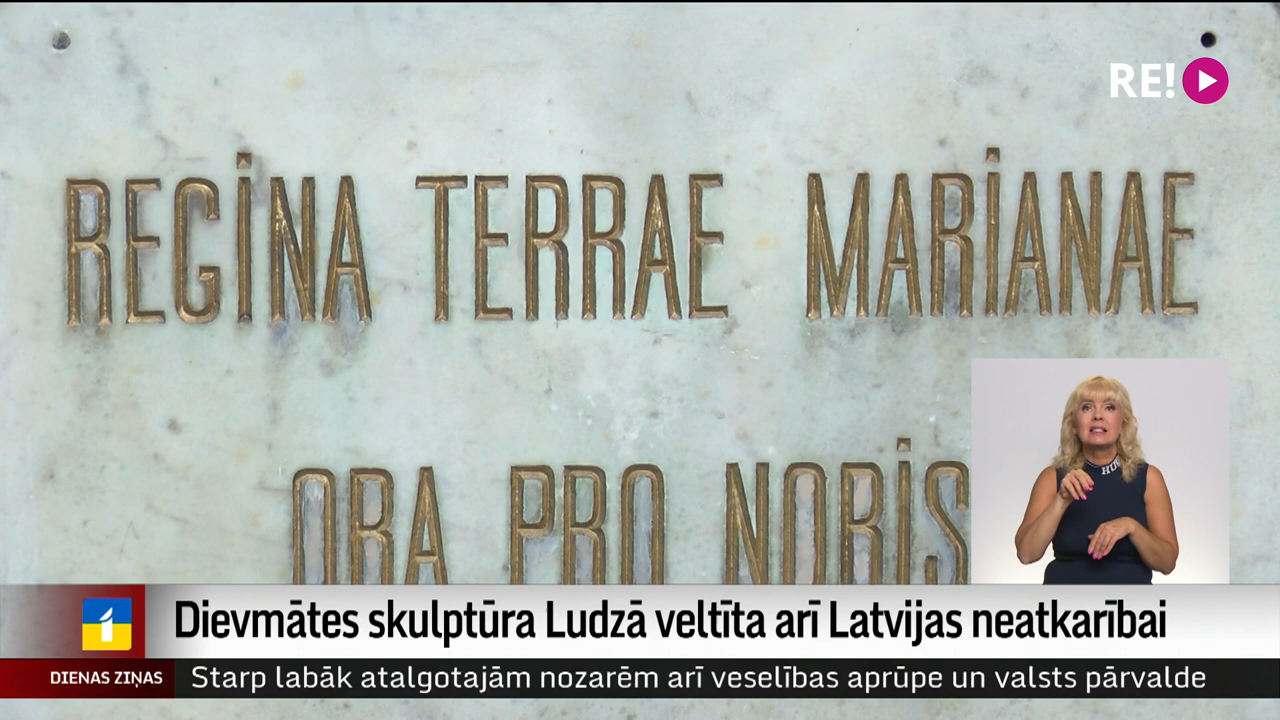 RE!
REGINA TERRAE MARIANAE
ORA PRO NOBIS
HU
1
Dievmātes skulptūra Ludzā veltīta arī Latvijas neatkarībai
DIENAS ZIŅAS
Starp labāk atalgotajām nozarēm arī veselības aprūpe un valsts pārvalde